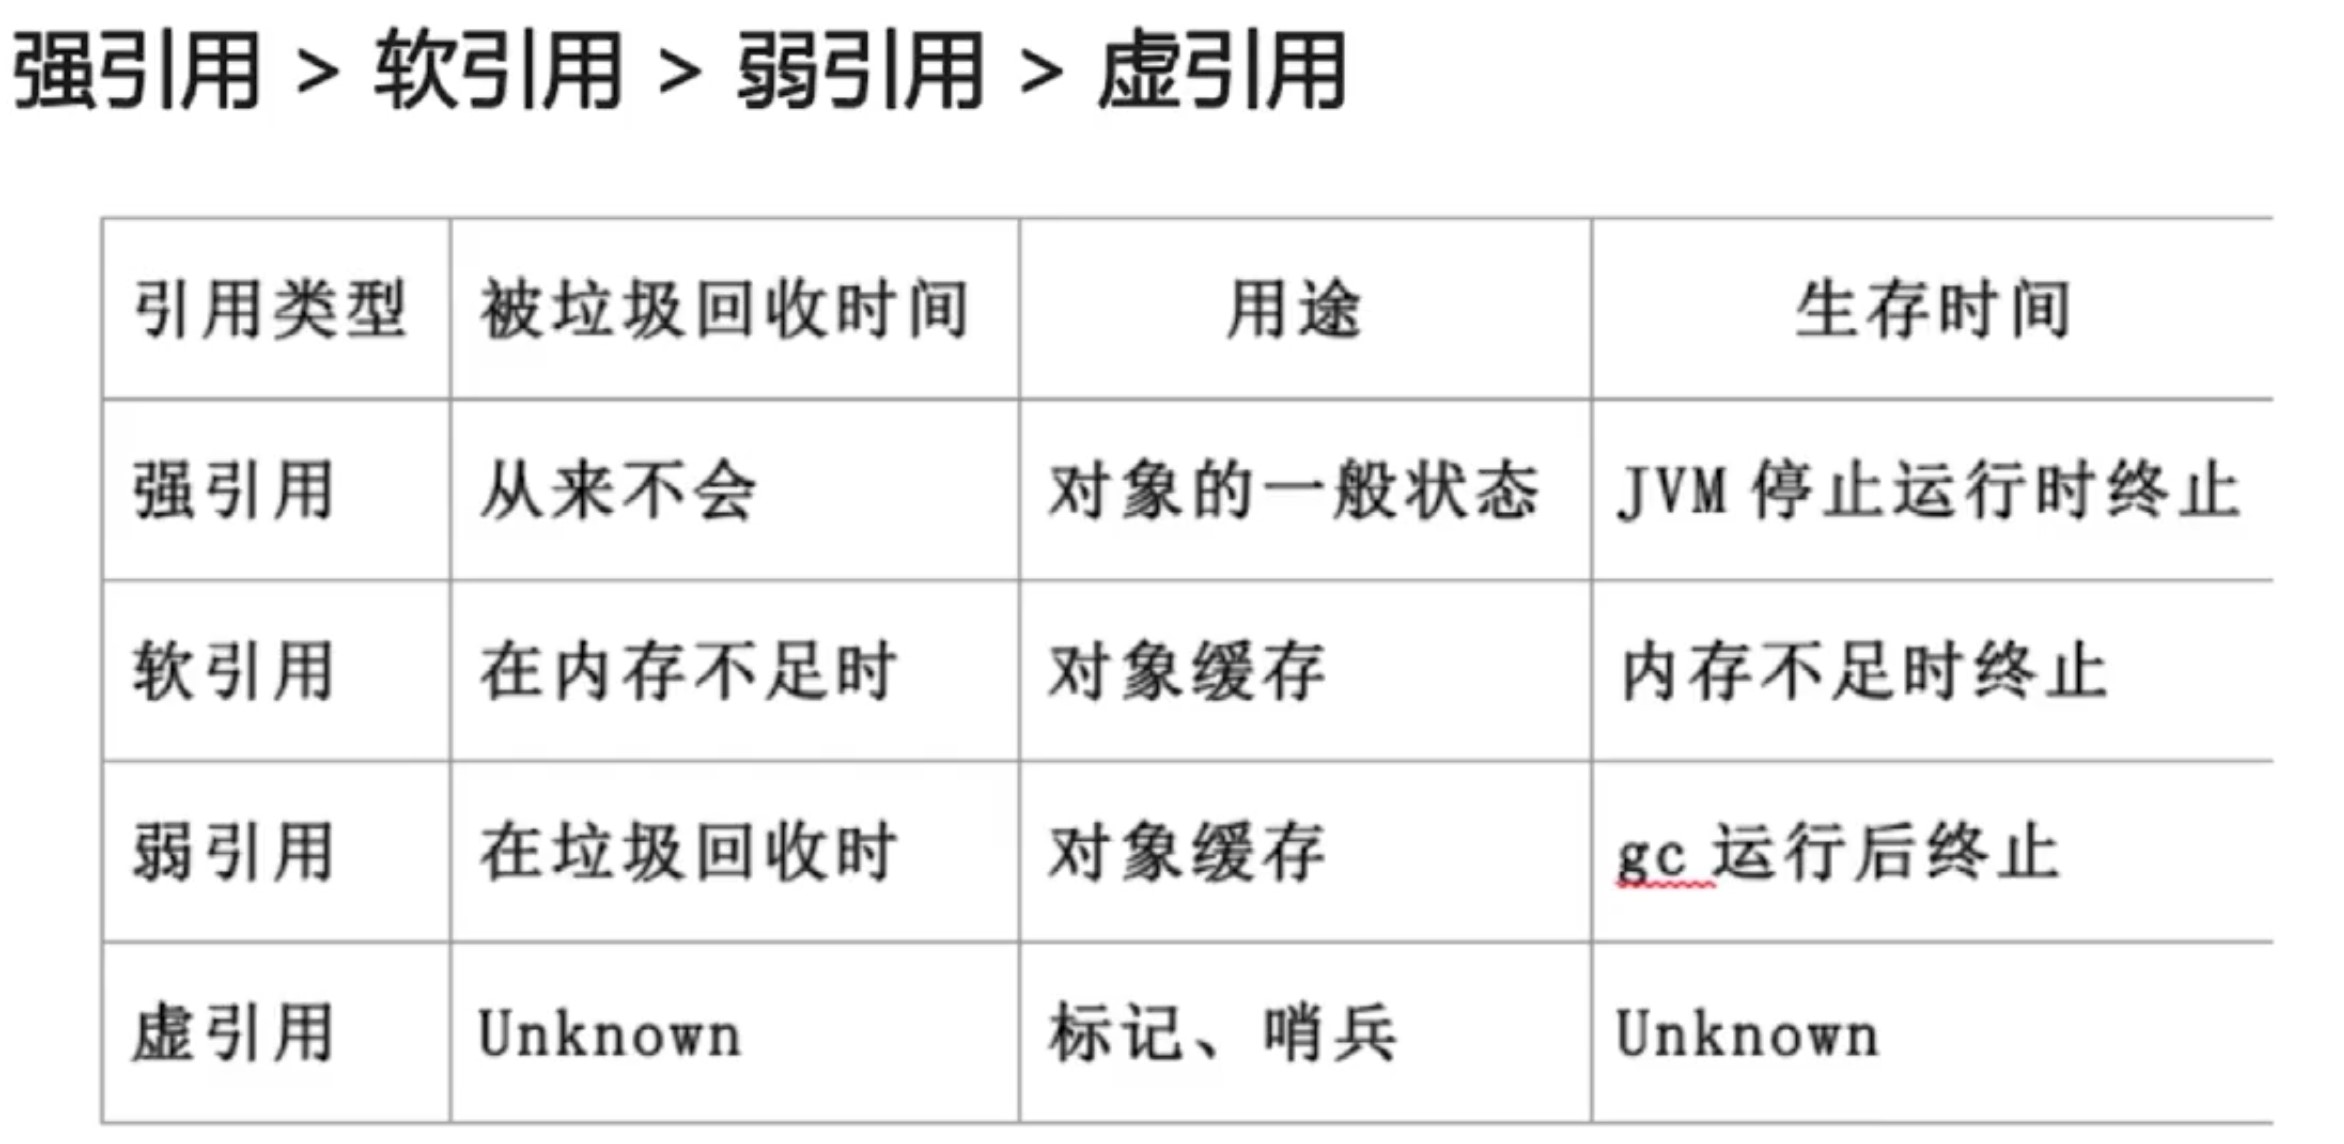 强引用 > 软引用 > 弱引用 > 虚引用
引用类型 被垃圾回收时间 用途 生存时间
强引用 从来不会 对象的一般状态 JVM 停止运行时终止
软引用 在内存不足时 对象缓存 内存不足时终止
弱引用 在垃圾回收时 对象缓存 gc 运行后终止
虚引用 Unknown 标记、哨兵 Unknown